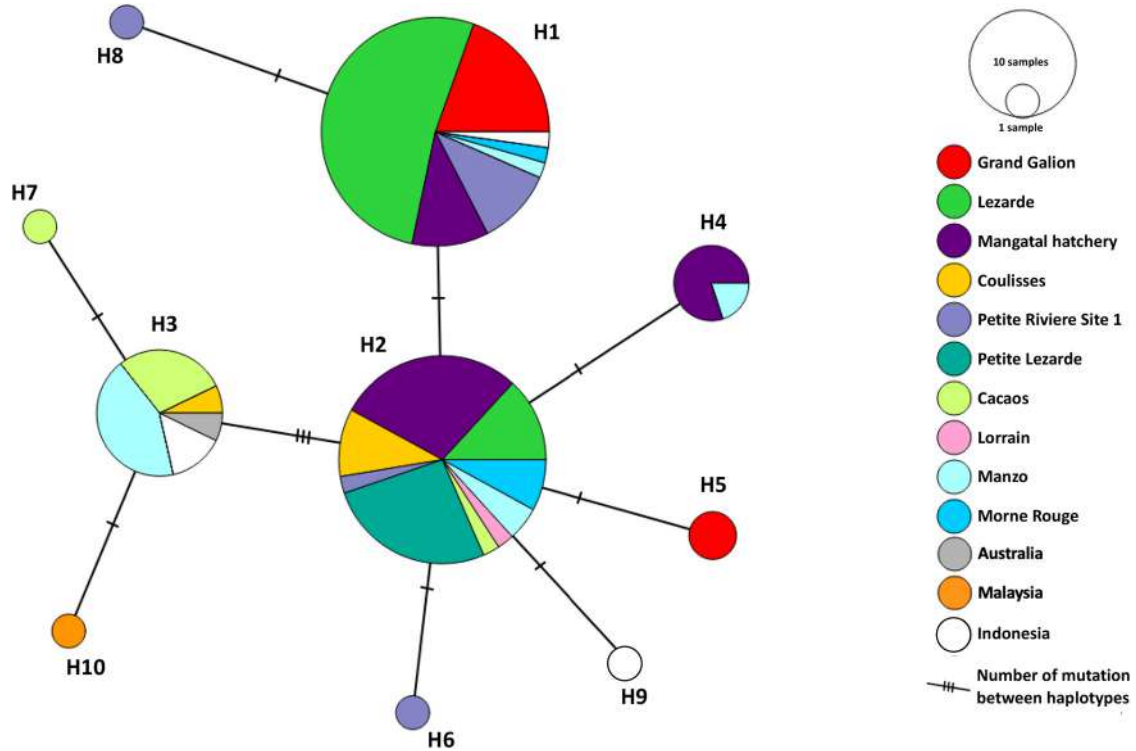 H8
H1
H7
H4
H3
H2
H5
H10
H9
H6
10 samples
1 sample
Grand Galion
Lezarde
Mangatal hatchery
Coulisses
Petite Riviere Site 1
Petite Lezarde
Cacaos
Lorrain
Manzo
Morne Rouge
Australia
Malaysia
Indonesia
Number of mutation
between haplotypes